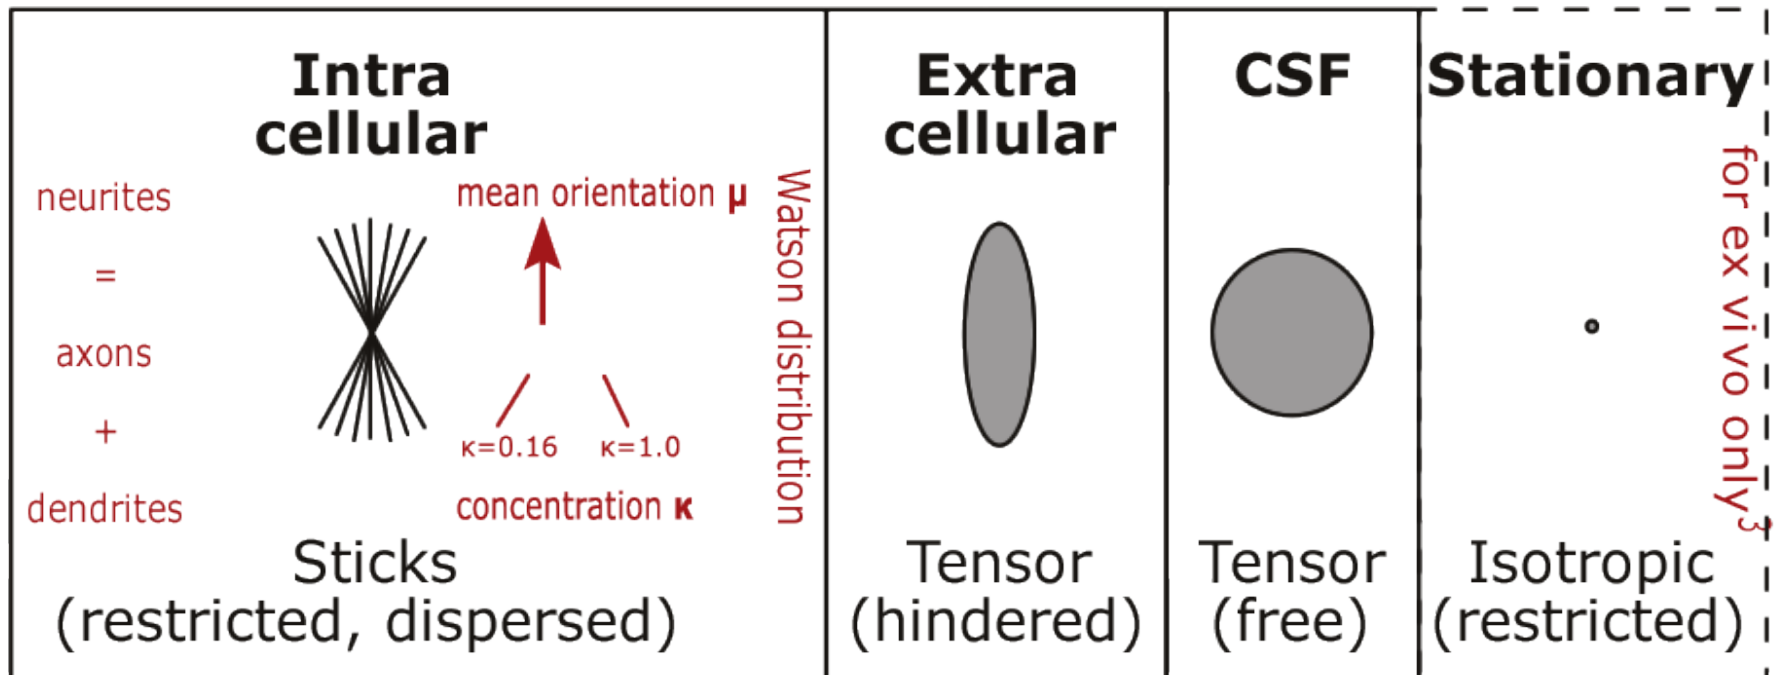 Intra
cellular
neurites
=
axons
+
dendrites
mean orientation μ
κ=0.16 κ=1.0
concentration κ
Watson distribution
Sticks
(restricted, dispersed)
Extra
cellular
Tensor
(hindered)
CSF
Tensor
(free)
Stationary
for ex vivo only³
Isotropic
(restricted)